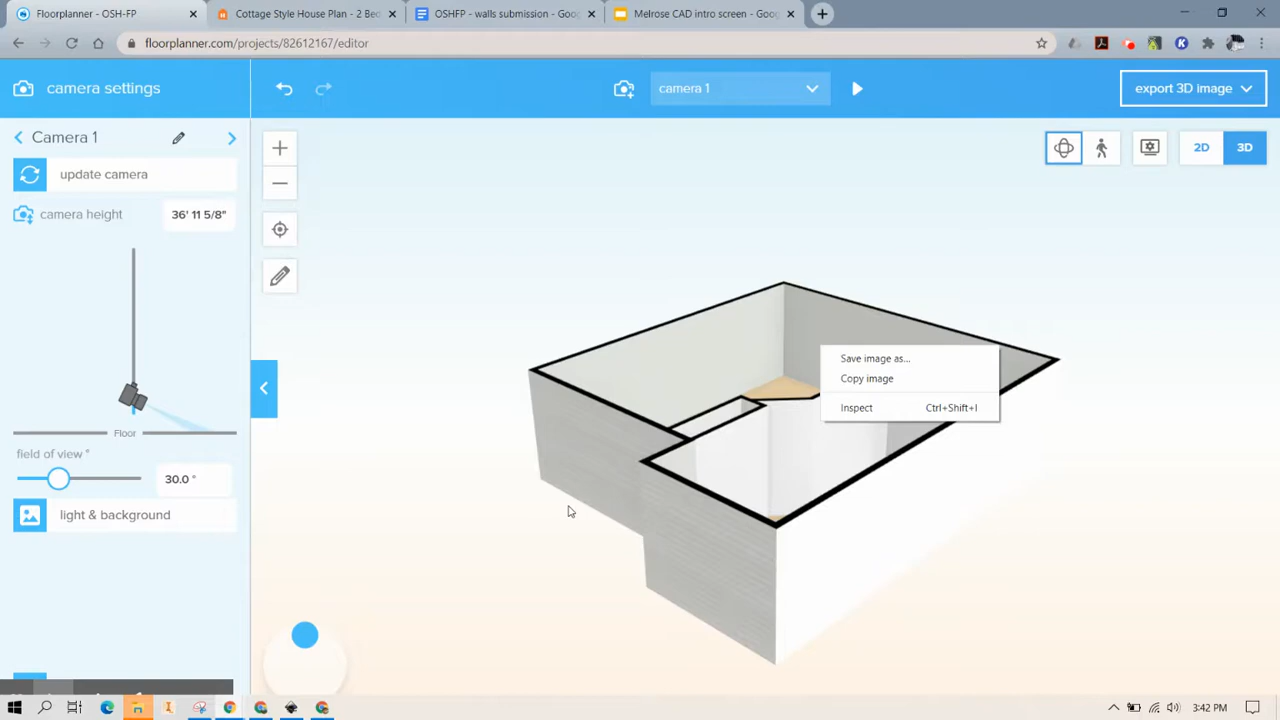 Floorplanner - OSH-FP
Cottage Style House Plan - 2 Bed
OSHFP - walls submission - Goog
Melrose CAD intro screen - Goog
floorplanner.com/projects/82612167/editor
camera settings
camera 1
export 3D image
Camera 1
2D
3D
update camera
camera height
36' 11 5/8"
Floor
field of view °
30.0 °
light & background
Save image as...
Copy image
Inspect Ctrl+Shift+I
3:42 PM